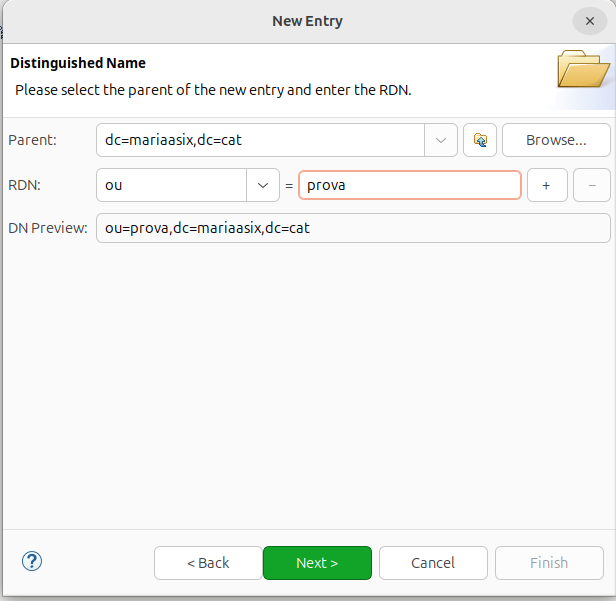 New Entry
Distinguished Name
Please select the parent of the new entry and enter the RDN.
Parent: dc=mariaasix,dc=cat Browse...
RDN: ou = prova + −
DN Preview: ou=prova,dc=mariaasix,dc=cat
? < Back Next > Cancel Finish